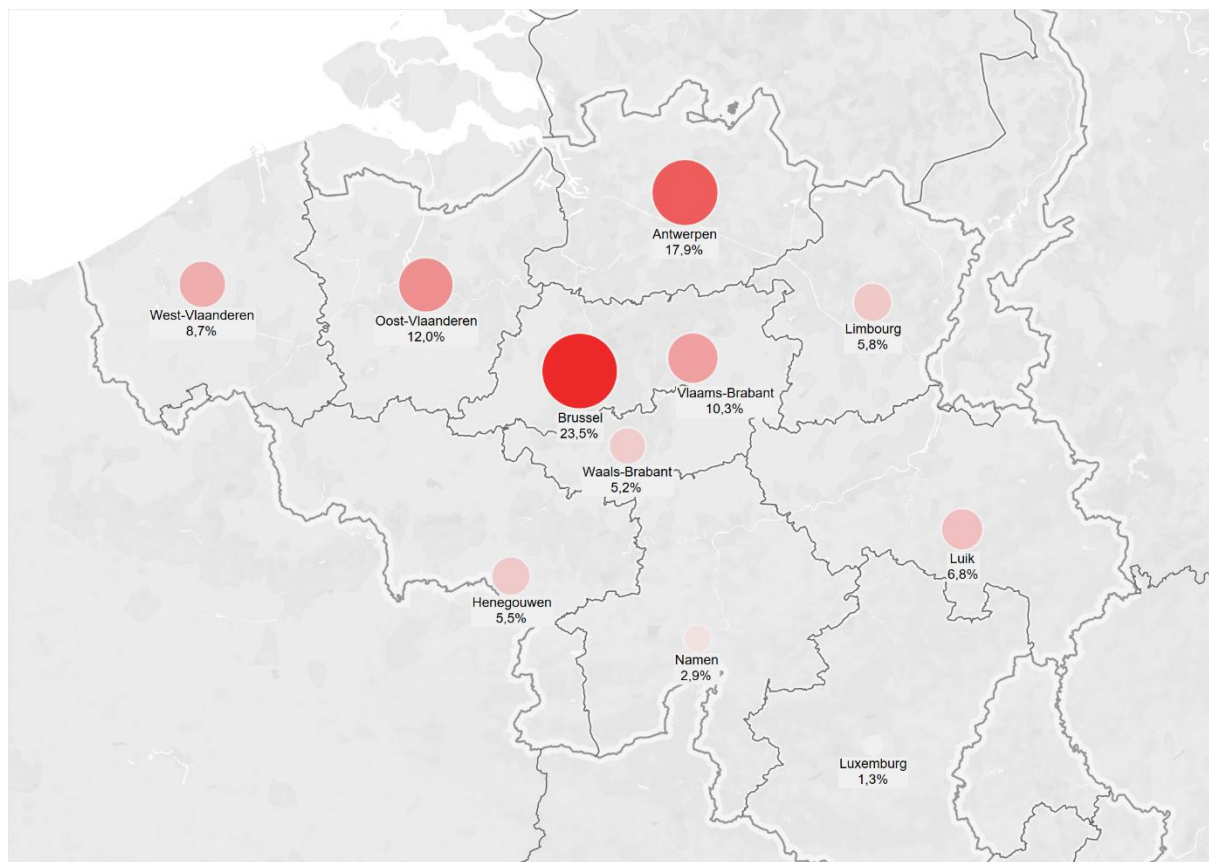 Antwerpen
17,9%
West-Vlaanderen
8,7%
Oost-Vlaanderen
12,0%
Limbourg
5,8%
Brussel
23,5%
Vlaams-Brabant
10,3%
Waals-Brabant
5,2%
Luik
6,8%
Henegouwen
5,5%
Namen
2,9%
Luxemburg
1,3%